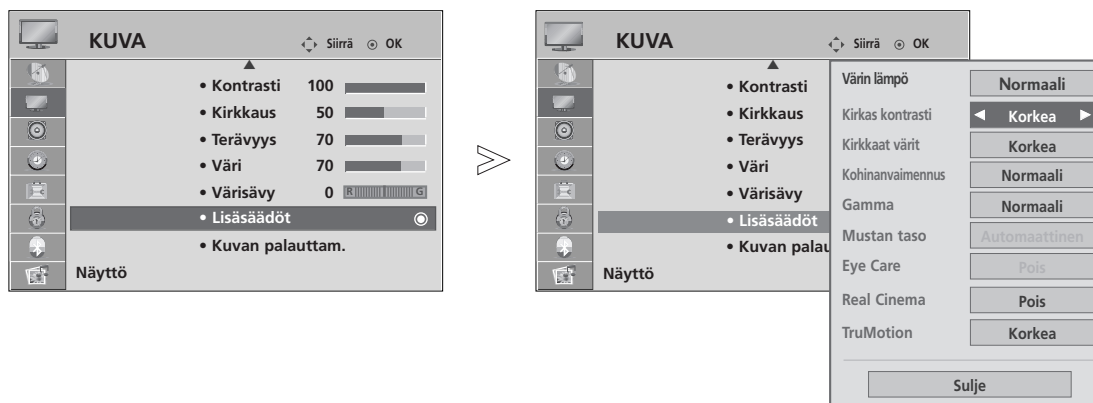 KUVA Siirrä OK
• Kontrasti 100
• Kirkkaus 50
• Terävyys 70
• Väri 70
• Värisävy 0 R G
• Lisäsäädöt
• Kuvan palauttam.
Näyttö
KUVA Siirrä OK
• Kontrasti
• Kirkkaus
• Terävyys
• Väri
• Värisävy
• Lisäsäädöt
• Kuvan palau
Näyttö
Värin lämpö Normaali
Kirkas kontrasti Korkea
Kirkkaat värit Korkea
Kohinanvaimennus Normaali
Gamma Normaali
Mustan taso Automaattinen
Eye Care Pois
Real Cinema Pois
TruMotion Korkea
Sulje